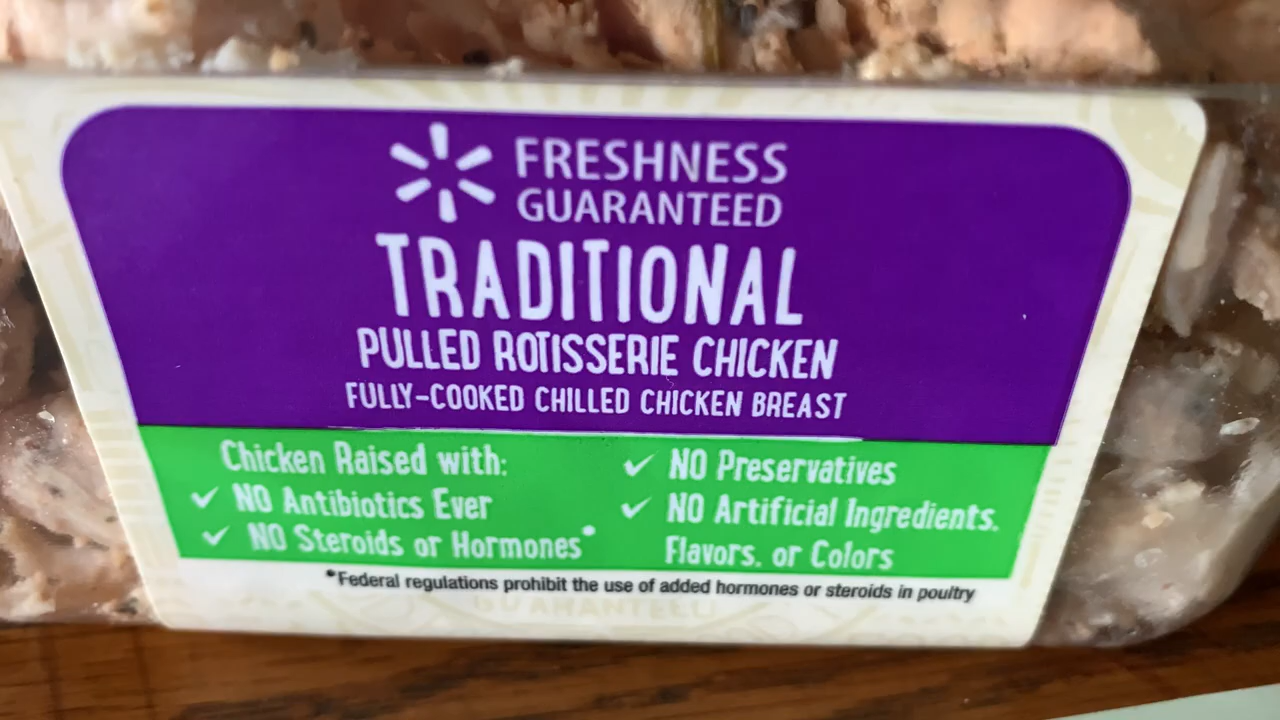 FRESHNESS
GUARANTEED
TRADITIONAL
PULLED ROTISSERIE CHICKEN
FULLY-COOKED CHILLED CHICKEN BREAST
Chicken Raised with:
✓ NO Antibiotics Ever
✓ NO Steroids or Hormones*
✓ NO Preservatives
✓ NO Artificial Ingredients,
Flavors, or Colors
*Federal regulations prohibit the use of added hormones or steroids in poultry
GUARANTEED